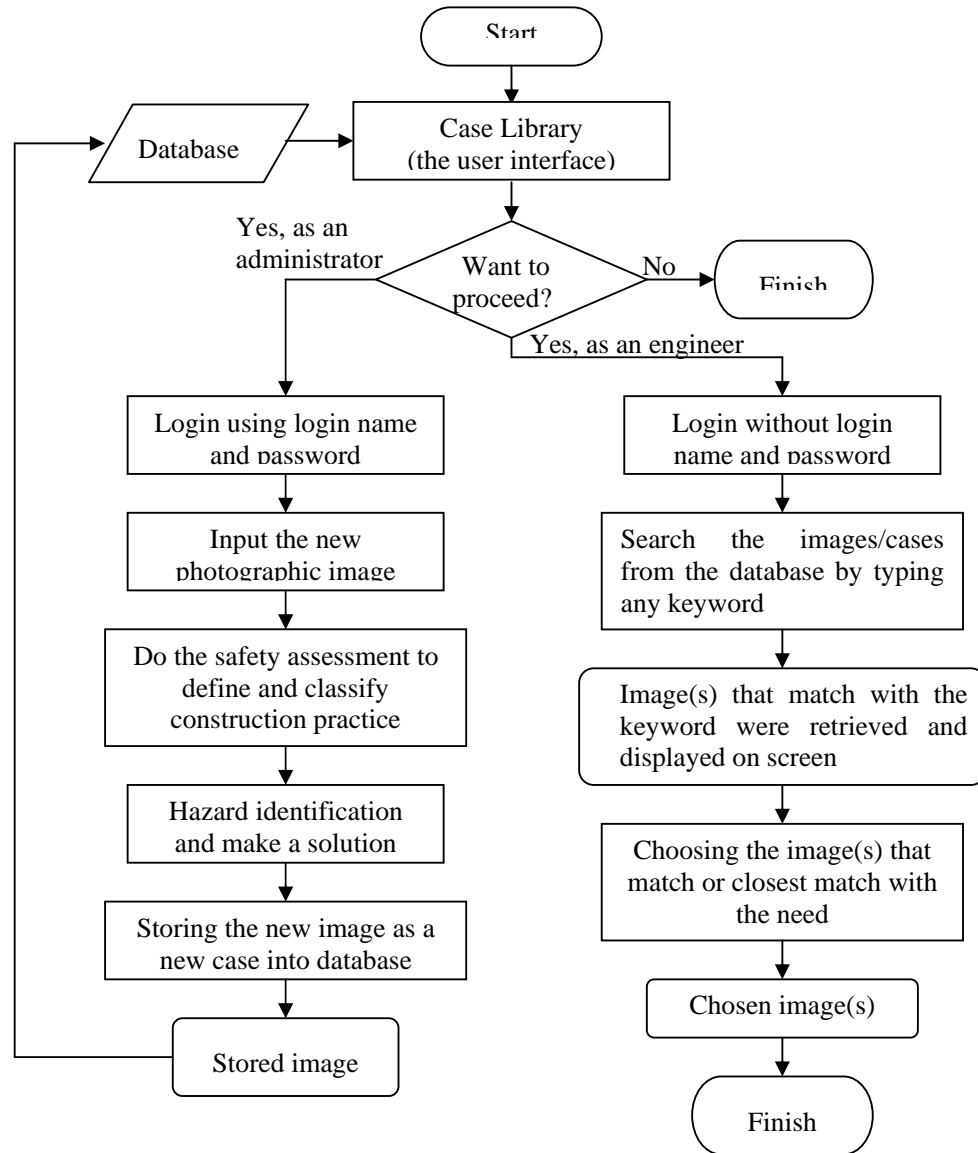 Start
Database
Case Library
(the user interface)
Yes, as an
administrator
Want to
proceed?
No
Finish
Yes, as an engineer
Login using login name
and password
Login without login
name and password
Input the new
photographic image
Search the images/cases
from the database by typing
any keyword
Do the safety assessment to
define and classify
construction practice
Image(s) that match with the
keyword were retrieved and
displayed on screen
Hazard identification
and make a solution
Choosing the image(s) that
match or closest match with
the need
Storing the new image as a
new case into database
Chosen image(s)
Stored image
Finish